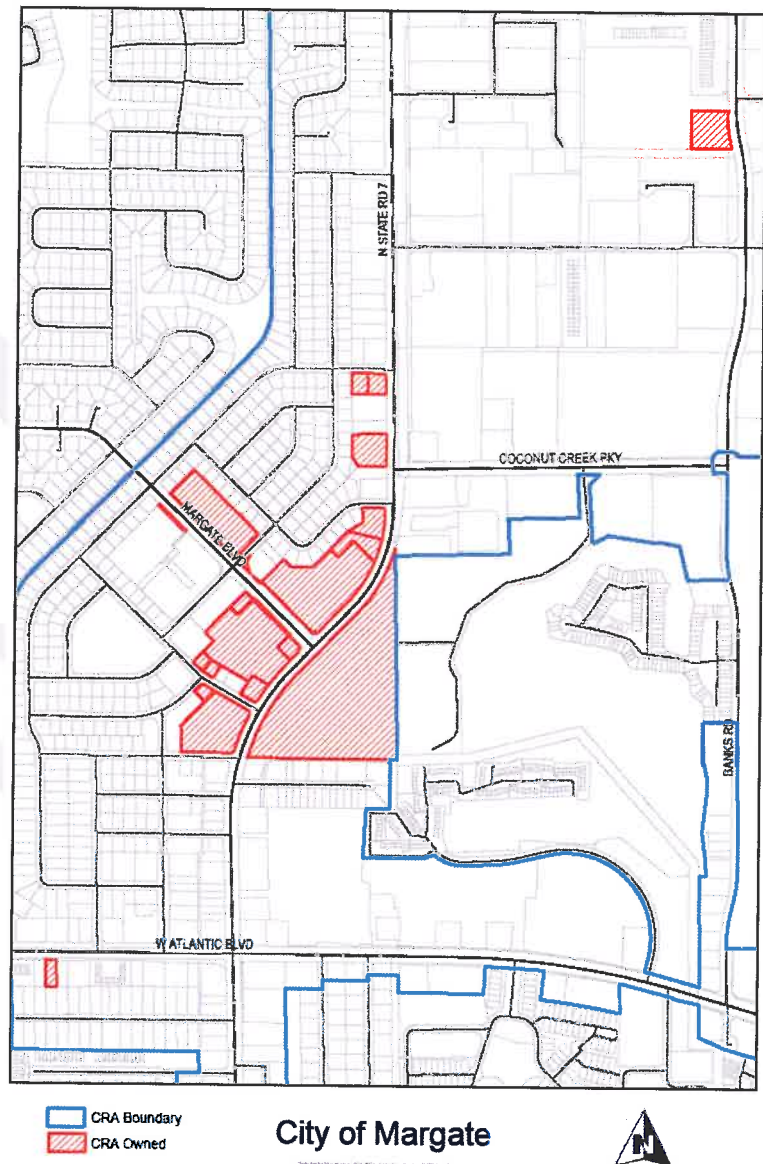 N STATE RD 7
COCONUT CREEK PKY
MARGATE BLVD
BANKS RD
W ATLANTIC BLVD
CRA Boundary
CRA Owned
City of Margate
N